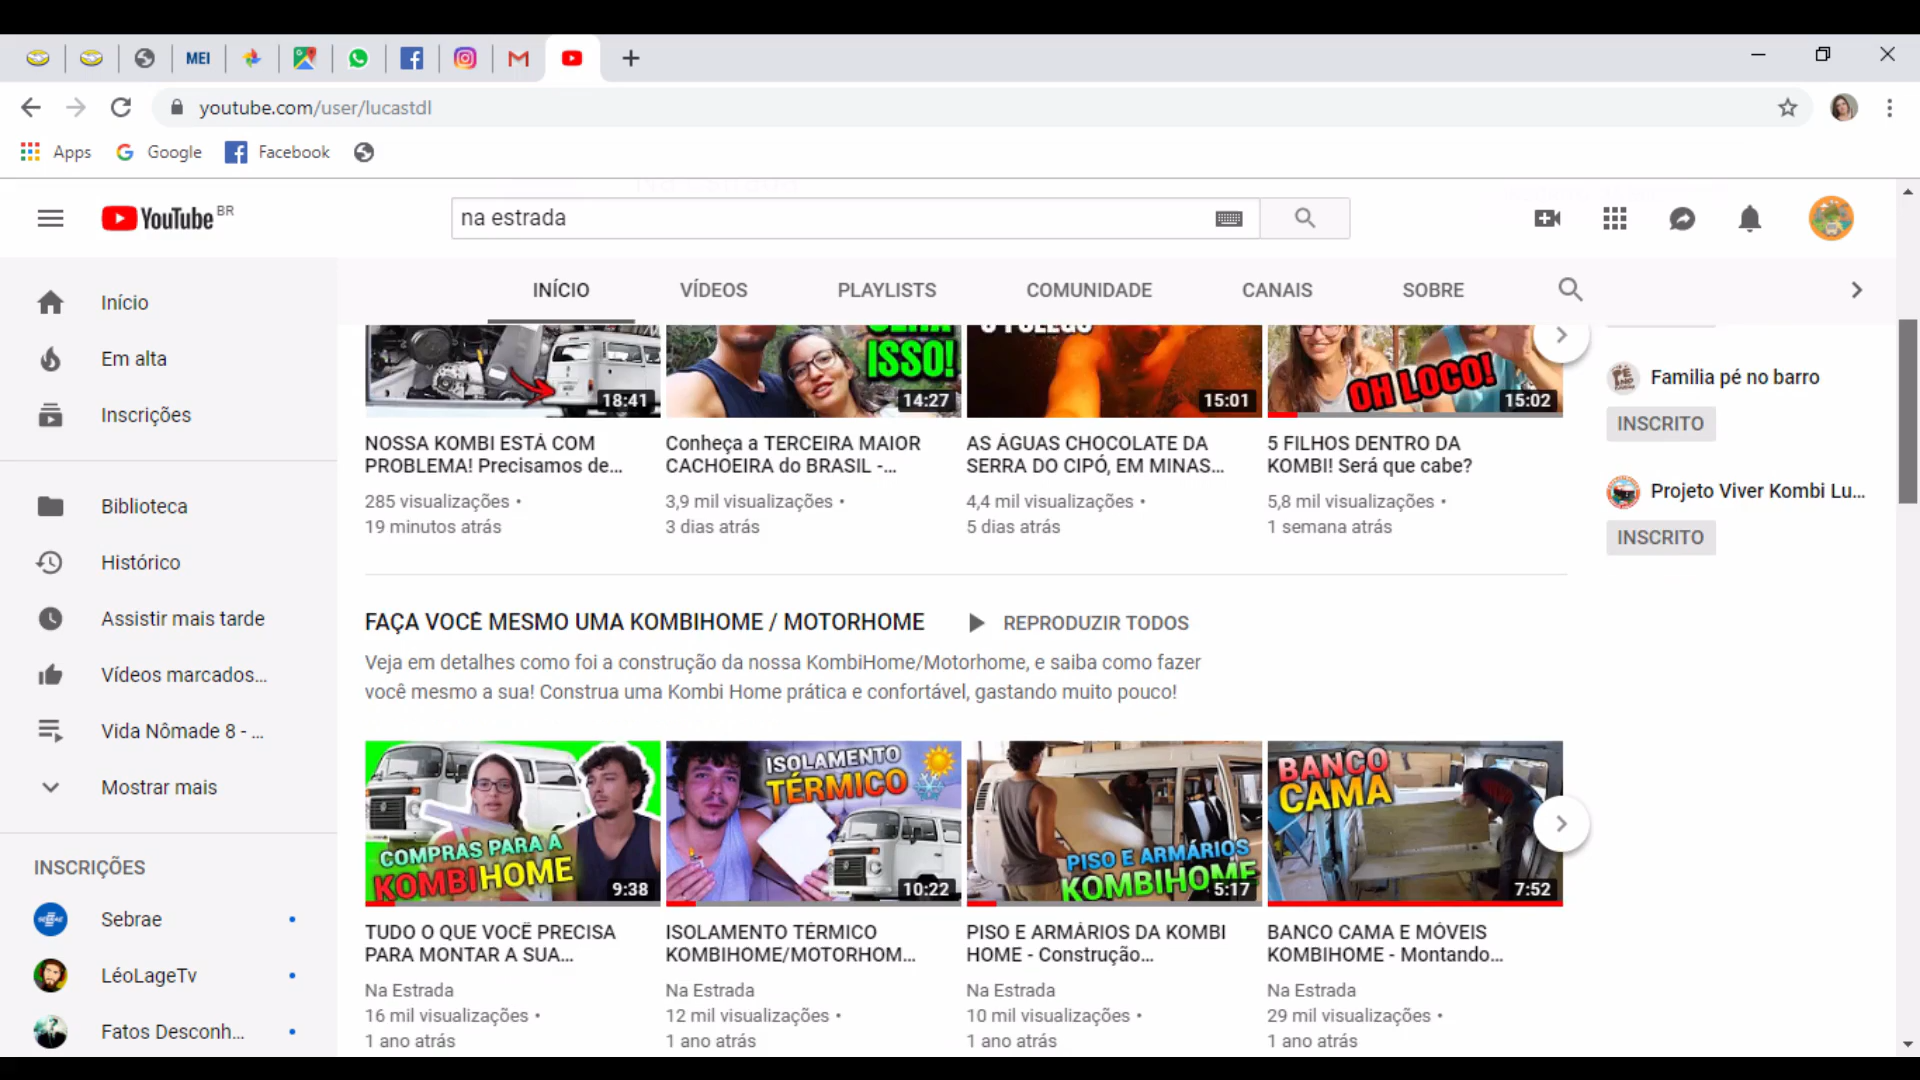 MEI
youtube.com/user/lucastdl
Apps
Google
Facebook
YouTube BR
na estrada
INÍCIO
VÍDEOS
PLAYLISTS
COMUNIDADE
CANAIS
SOBRE
Início
Em alta
Inscrições
Biblioteca
Histórico
Assistir mais tarde
Vídeos marcados...
Vida Nômade 8 - ...
Mostrar mais
INSCRIÇÕES
Sebrae
LéoLageTv
Fatos Desconh...
18:41
NOSSA KOMBI ESTÁ COM
PROBLEMA! Precisamos de...
285 visualizações •
19 minutos atrás
ISSO!
14:27
Conheça a TERCEIRA MAIOR
CACHOEIRA do BRASIL -...
3,9 mil visualizações •
3 dias atrás
15:01
AS ÁGUAS CHOCOLATE DA
SERRA DO CIPÓ, EM MINAS...
4,4 mil visualizações •
5 dias atrás
OH LOCO!
15:02
5 FILHOS DENTRO DA
KOMBI! Será que cabe?
5,8 mil visualizações •
1 semana atrás
Familia pé no barro
INSCRITO
Projeto Viver Kombi Lu...
INSCRITO
FAÇA VOCÊ MESMO UMA KOMBIHOME / MOTORHOME
REPRODUZIR TODOS
Veja em detalhes como foi a construção da nossa KombiHome/Motorhome, e saiba como fazer
você mesmo a sua! Construa uma Kombi Home prática e confortável, gastando muito pouco!
COMPRAS PARA A
KOMBIHOME
9:38
TUDO O QUE VOCÊ PRECISA
PARA MONTAR A SUA...
Na Estrada
16 mil visualizações •
1 ano atrás
ISOLAMENTO
TÉRMICO
10:22
ISOLAMENTO TÉRMICO
KOMBIHOME/MOTORHOM...
Na Estrada
12 mil visualizações •
1 ano atrás
PISO E ARMÁRIOS
KOMBIHOME
5:17
PISO E ARMÁRIOS DA KOMBI
HOME - Construção...
Na Estrada
10 mil visualizações •
1 ano atrás
BANCO
CAMA
7:52
BANCO CAMA E MÓVEIS
KOMBIHOME - Montando...
Na Estrada
29 mil visualizações •
1 ano atrás